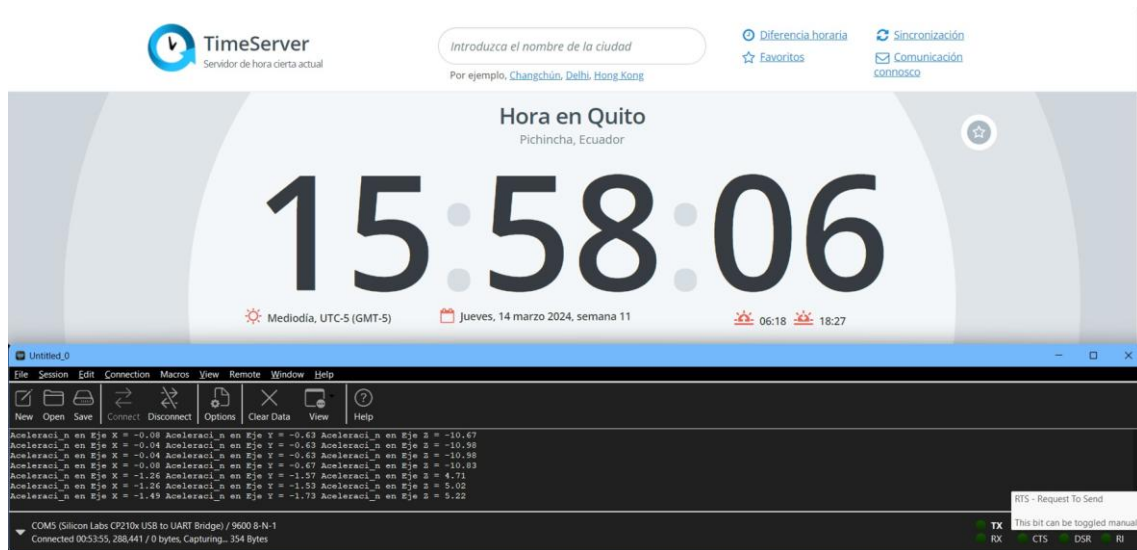 TimeServer
Servidor de hora cierta actual
Introduzca el nombre de la ciudad
Por ejemplo, Changchún, Delhi, Hong Kong
Diferencia horaria
Favoritos
Sincronización
Comunicación
connosco
Hora en Quito
Pichincha, Ecuador
15:58:06
Mediodía, UTC-5 (GMT-5)
Jueves, 14 marzo 2024, semana 11
06:18 18:27
Untitled_0
File Session Edit Connection Macros View Remote Window Help
New Open Save Connect Disconnect Options Clear Data View Help
Aceleraci_n en Eje X = -0.08 Aceleraci_n en Eje Y = -0.63 Aceleraci_n en Eje Z = -10.67
Aceleraci_n en Eje X = -0.04 Aceleraci_n en Eje Y = -0.63 Aceleraci_n en Eje Z = -10.98
Aceleraci_n en Eje X = -0.04 Aceleraci_n en Eje Y = -0.63 Aceleraci_n en Eje Z = -10.98
Aceleraci_n en Eje X = -0.08 Aceleraci_n en Eje Y = -0.67 Aceleraci_n en Eje Z = -10.83
Aceleraci_n en Eje X = -1.26 Aceleraci_n en Eje Y = -1.57 Aceleraci_n en Eje Z = 4.71
Aceleraci_n en Eje X = -1.26 Aceleraci_n en Eje Y = -1.53 Aceleraci_n en Eje Z = 5.02
Aceleraci_n en Eje X = -1.49 Aceleraci_n en Eje Y = -1.73 Aceleraci_n en Eje Z = 5.22
RTS - Request To Send
This bit can be toggled manual
COM5 (Silicon Labs CP210x USB to UART Bridge) / 9600 8-N-1
Connected 00:53:55, 288,441 / 0 bytes, Capturing... 354 Bytes
TX
RX CTS DSR RI